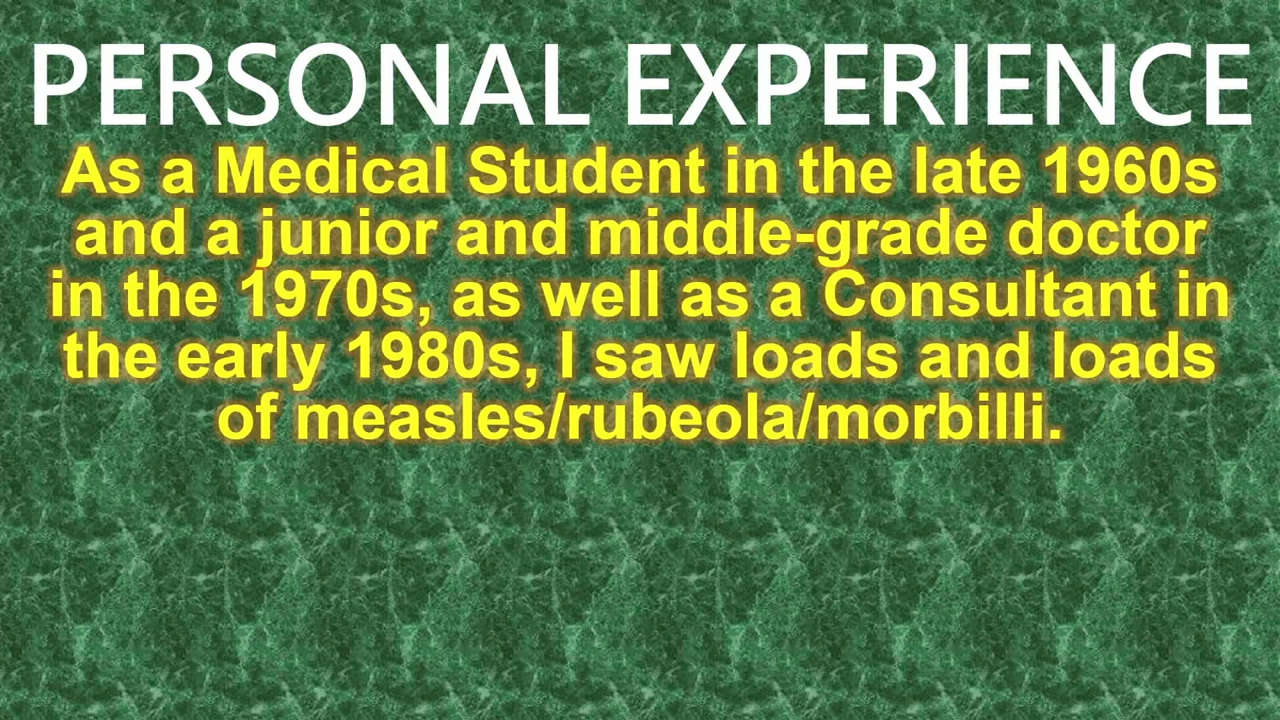 PERSONAL EXPERIENCE
As a Medical Student in the late 1960s
and a junior and middle-grade doctor
in the 1970s, as well as a Consultant in
the early 1980s, I saw loads and loads
of measles/rubeola/morbilli.